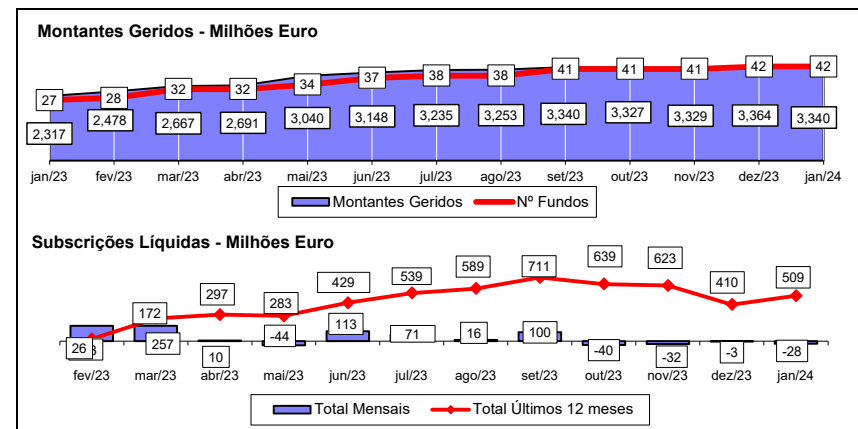 Montantes Geridos - Milhões Euro
27 28 32 32 34 37 38 38 41 41 41 42 42
2,317 2,478 2,667 2,691 3,040 3,148 3,235 3,253 3,340 3,327 3,329 3,364 3,340
jan/23 fev/23 mar/23 abr/23 mai/23 jun/23 jul/23 ago/23 set/23 out/23 nov/23 dez/23 jan/24
Montantes Geridos Nº Fundos
Subscrições Líquidas - Milhões Euro
26 172 297 283 429 539 589 711 639 623 410 509
257 10 -44 113 71 16 100 -40 -32 -3 -28
fev/23 mar/23 abr/23 mai/23 jun/23 jul/23 ago/23 set/23 out/23 nov/23 dez/23 jan/24
Total Mensais Total Últimos 12 meses